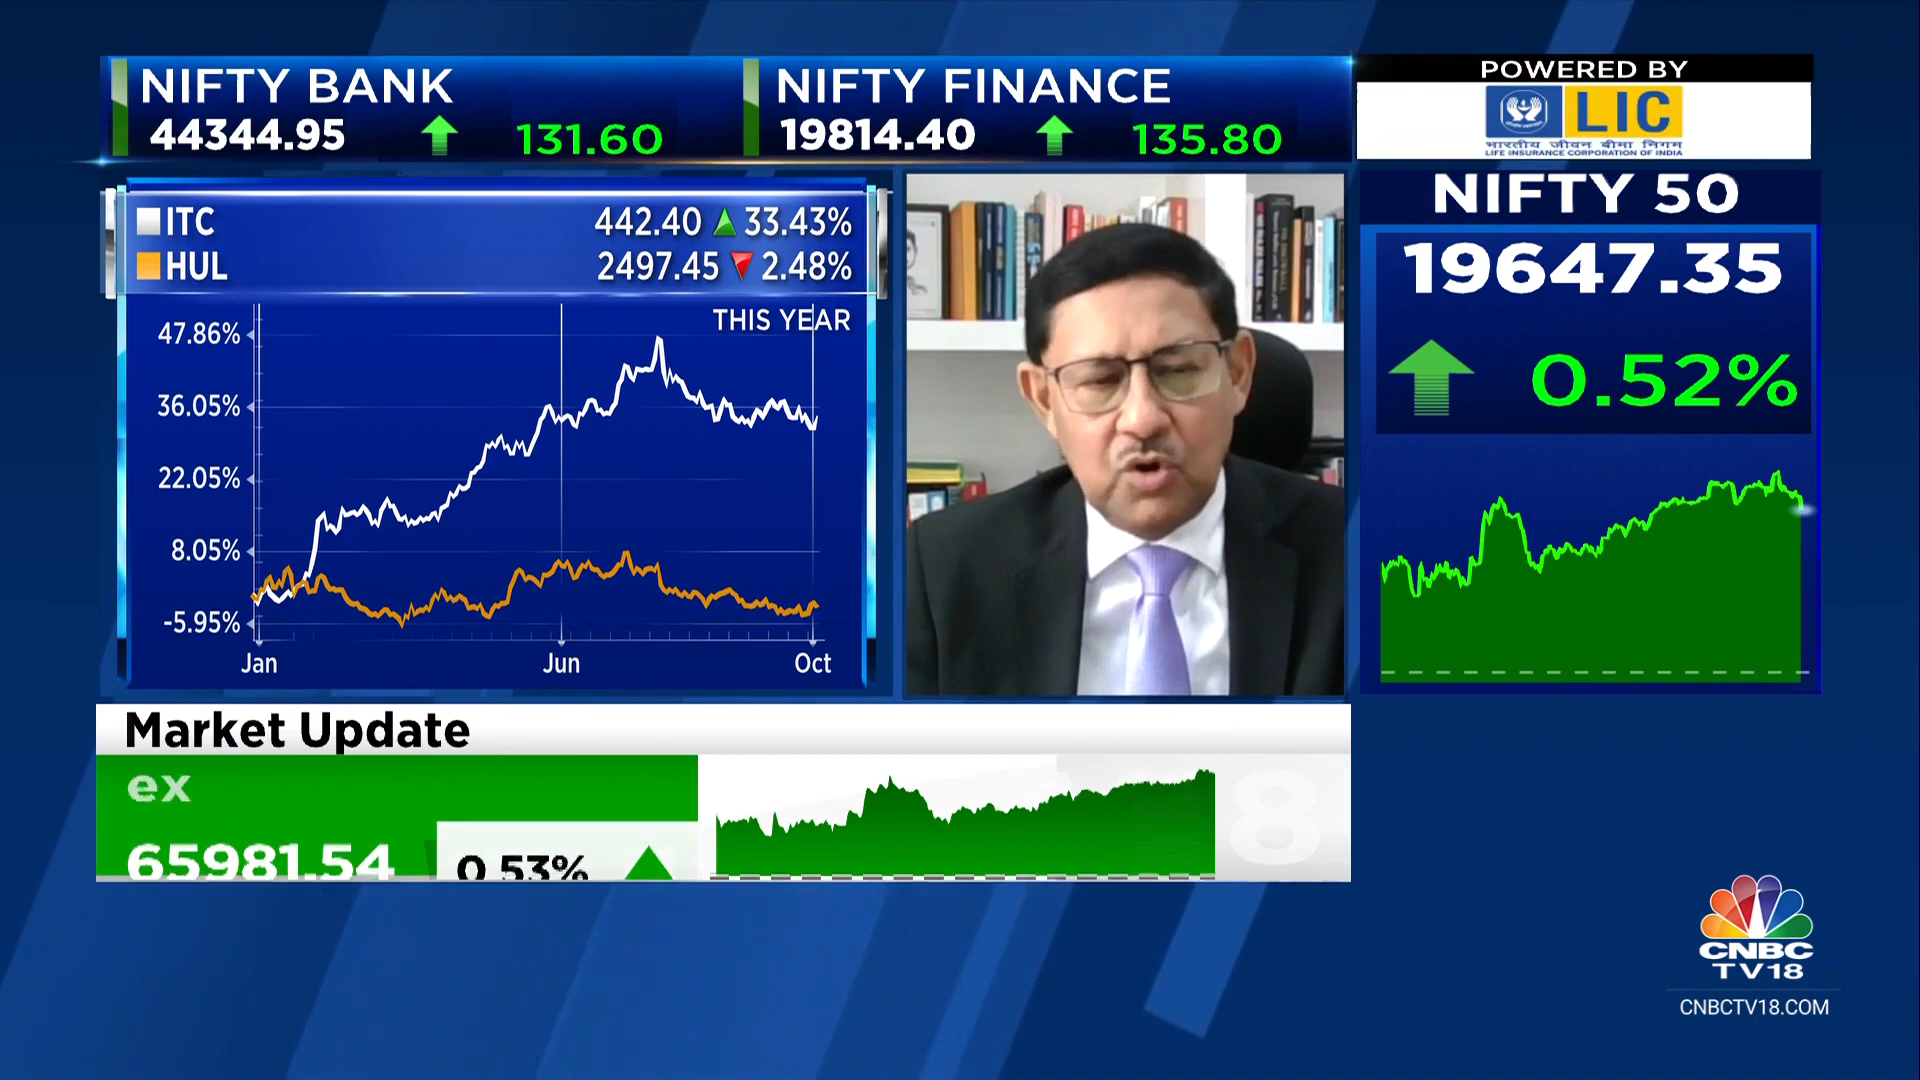 NIFTY BANK
44344.95 131.60
NIFTY FINANCE
19814.40 135.80
POWERED BY
LIC
भारतीय जीवन बीमा निगम
LIFE INSURANCE CORPORATION OF INDIA
ITC 442.40 33.43%
HUL 2497.45 2.48%
THIS YEAR
47.86%
36.05%
22.05%
8.05%
-5.95%
Jan Jun Oct
NIFTY 50
19647.35
0.52%
Market Update
ex
65981.54 0.53%
8
CNBC
TV18
CNBCTV18.COM